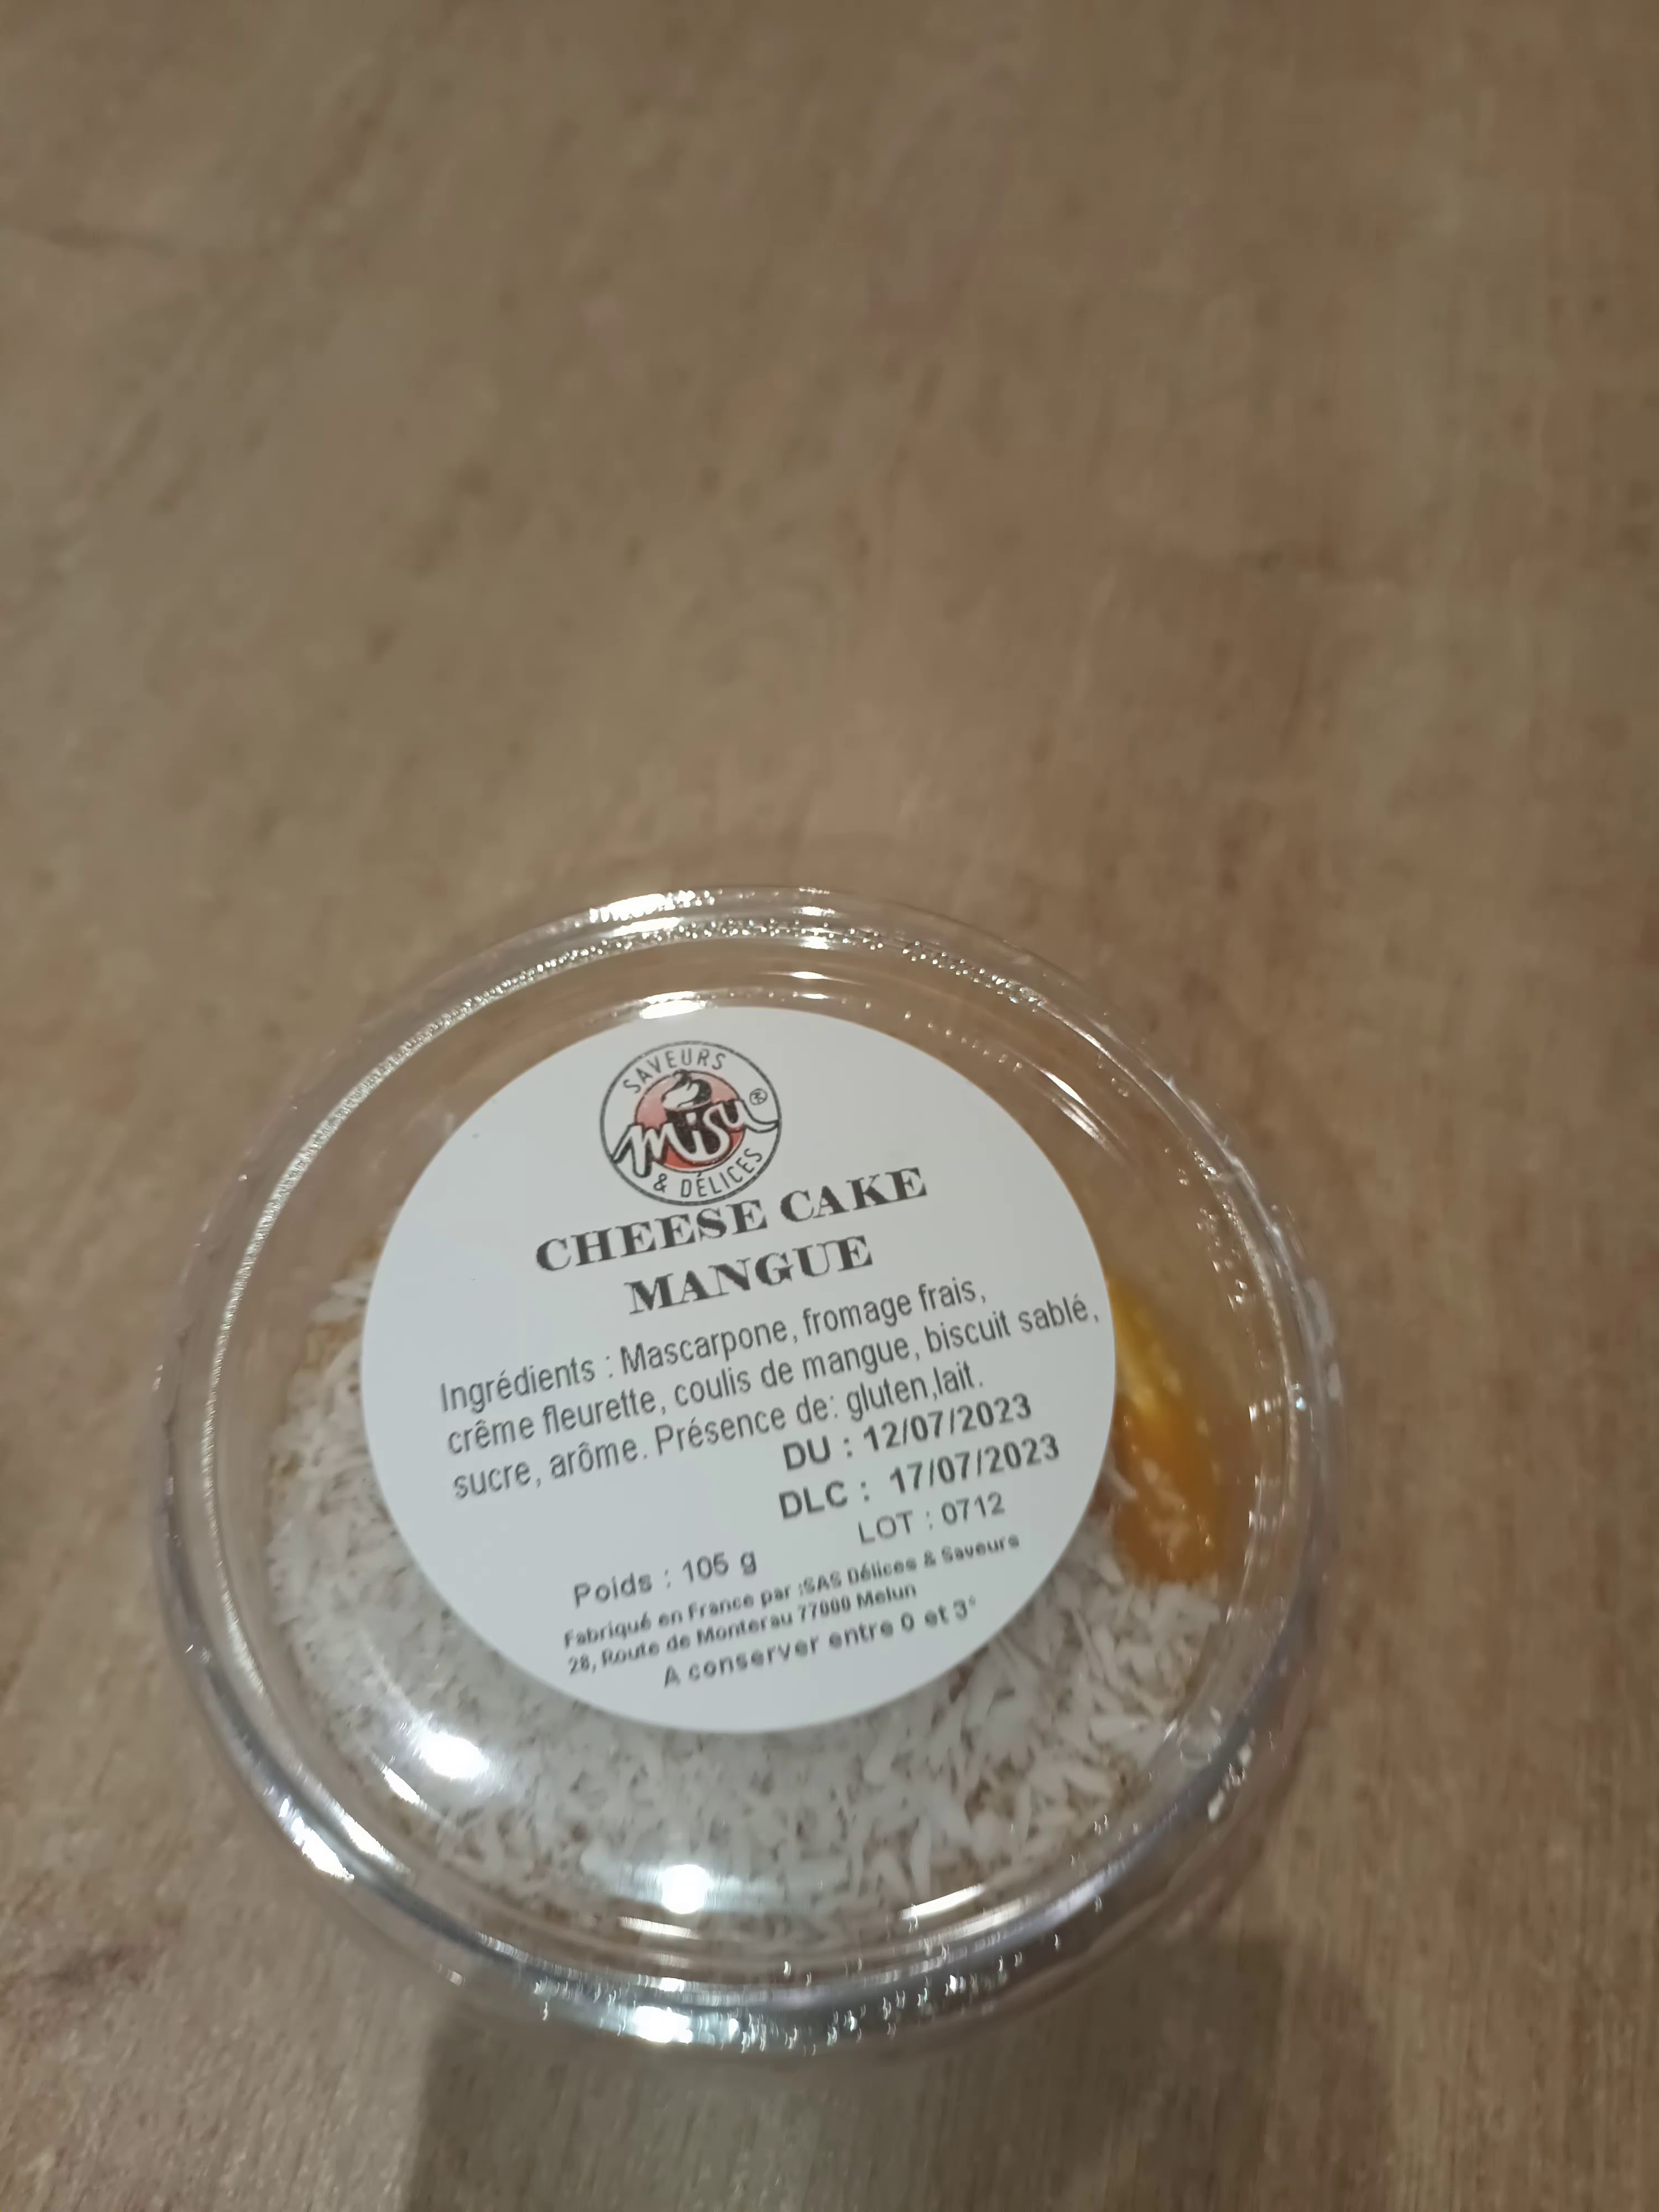 SAVEURS
misu®
& DÉLICES
CHEESE CAKE
MANGUE
Ingrédients : Mascarpone, fromage frais,
crême fleurette, coulis de mangue, biscuit sablé,
sucre, arôme. Présence de: gluten,lait.
DU : 12/07/2023
DLC : 17/07/2023
LOT : 0712
Poids : 105 g
Fabriqué en France par :SAS Délices & Saveurs
28, Route de Monterau 77000 Melun
A conserver entre 0 et 3°